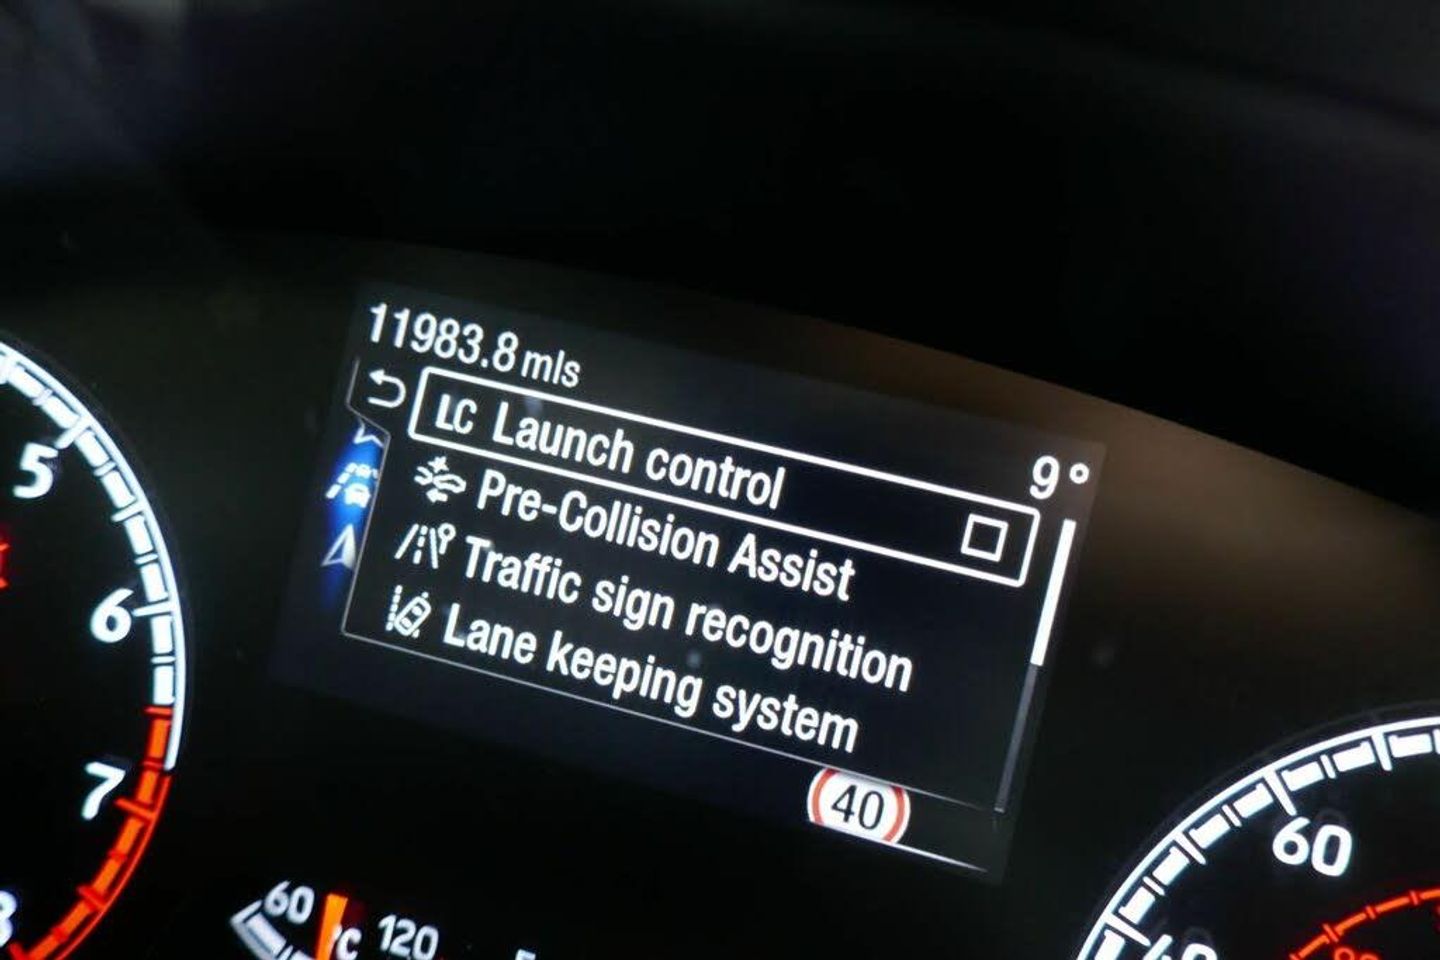 11983.8 mls
9°
LC Launch control
Pre-Collision Assist
Traffic sign recognition
Lane keeping system
40
5
6
7
60
60
°C
120